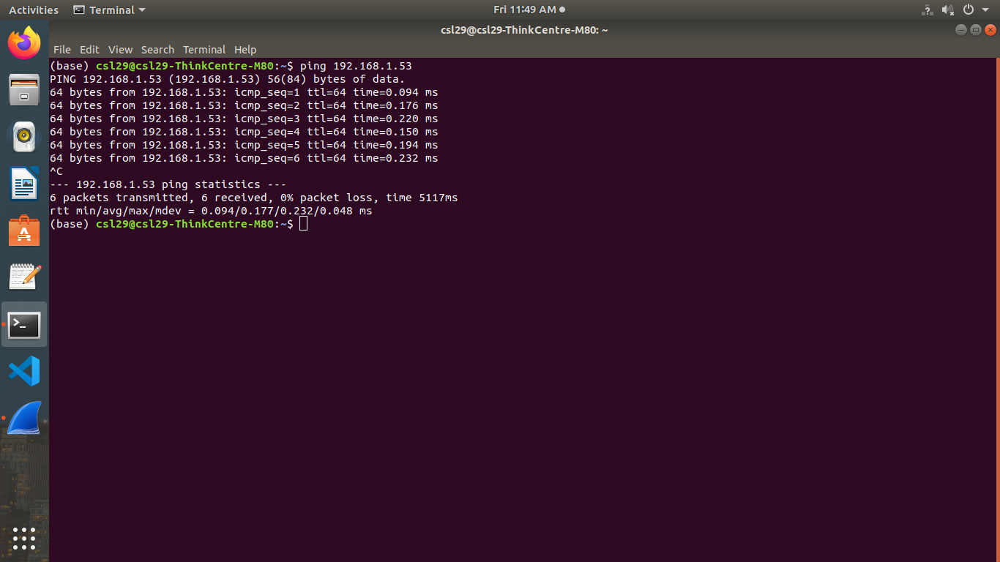 Activities
Terminal
Fri 11:49 AM
csl29@csl29-ThinkCentre-M80: ~
File Edit View Search Terminal Help
(base) csl29@csl29-ThinkCentre-M80:~$ ping 192.168.1.53
PING 192.168.1.53 (192.168.1.53) 56(84) bytes of data.
64 bytes from 192.168.1.53: icmp_seq=1 ttl=64 time=0.094 ms
64 bytes from 192.168.1.53: icmp_seq=2 ttl=64 time=0.176 ms
64 bytes from 192.168.1.53: icmp_seq=3 ttl=64 time=0.220 ms
64 bytes from 192.168.1.53: icmp_seq=4 ttl=64 time=0.150 ms
64 bytes from 192.168.1.53: icmp_seq=5 ttl=64 time=0.194 ms
64 bytes from 192.168.1.53: icmp_seq=6 ttl=64 time=0.232 ms
^C
--- 192.168.1.53 ping statistics ---
6 packets transmitted, 6 received, 0% packet loss, time 5117ms
rtt min/avg/max/mdev = 0.094/0.177/0.232/0.048 ms
(base) csl29@csl29-ThinkCentre-M80:~$